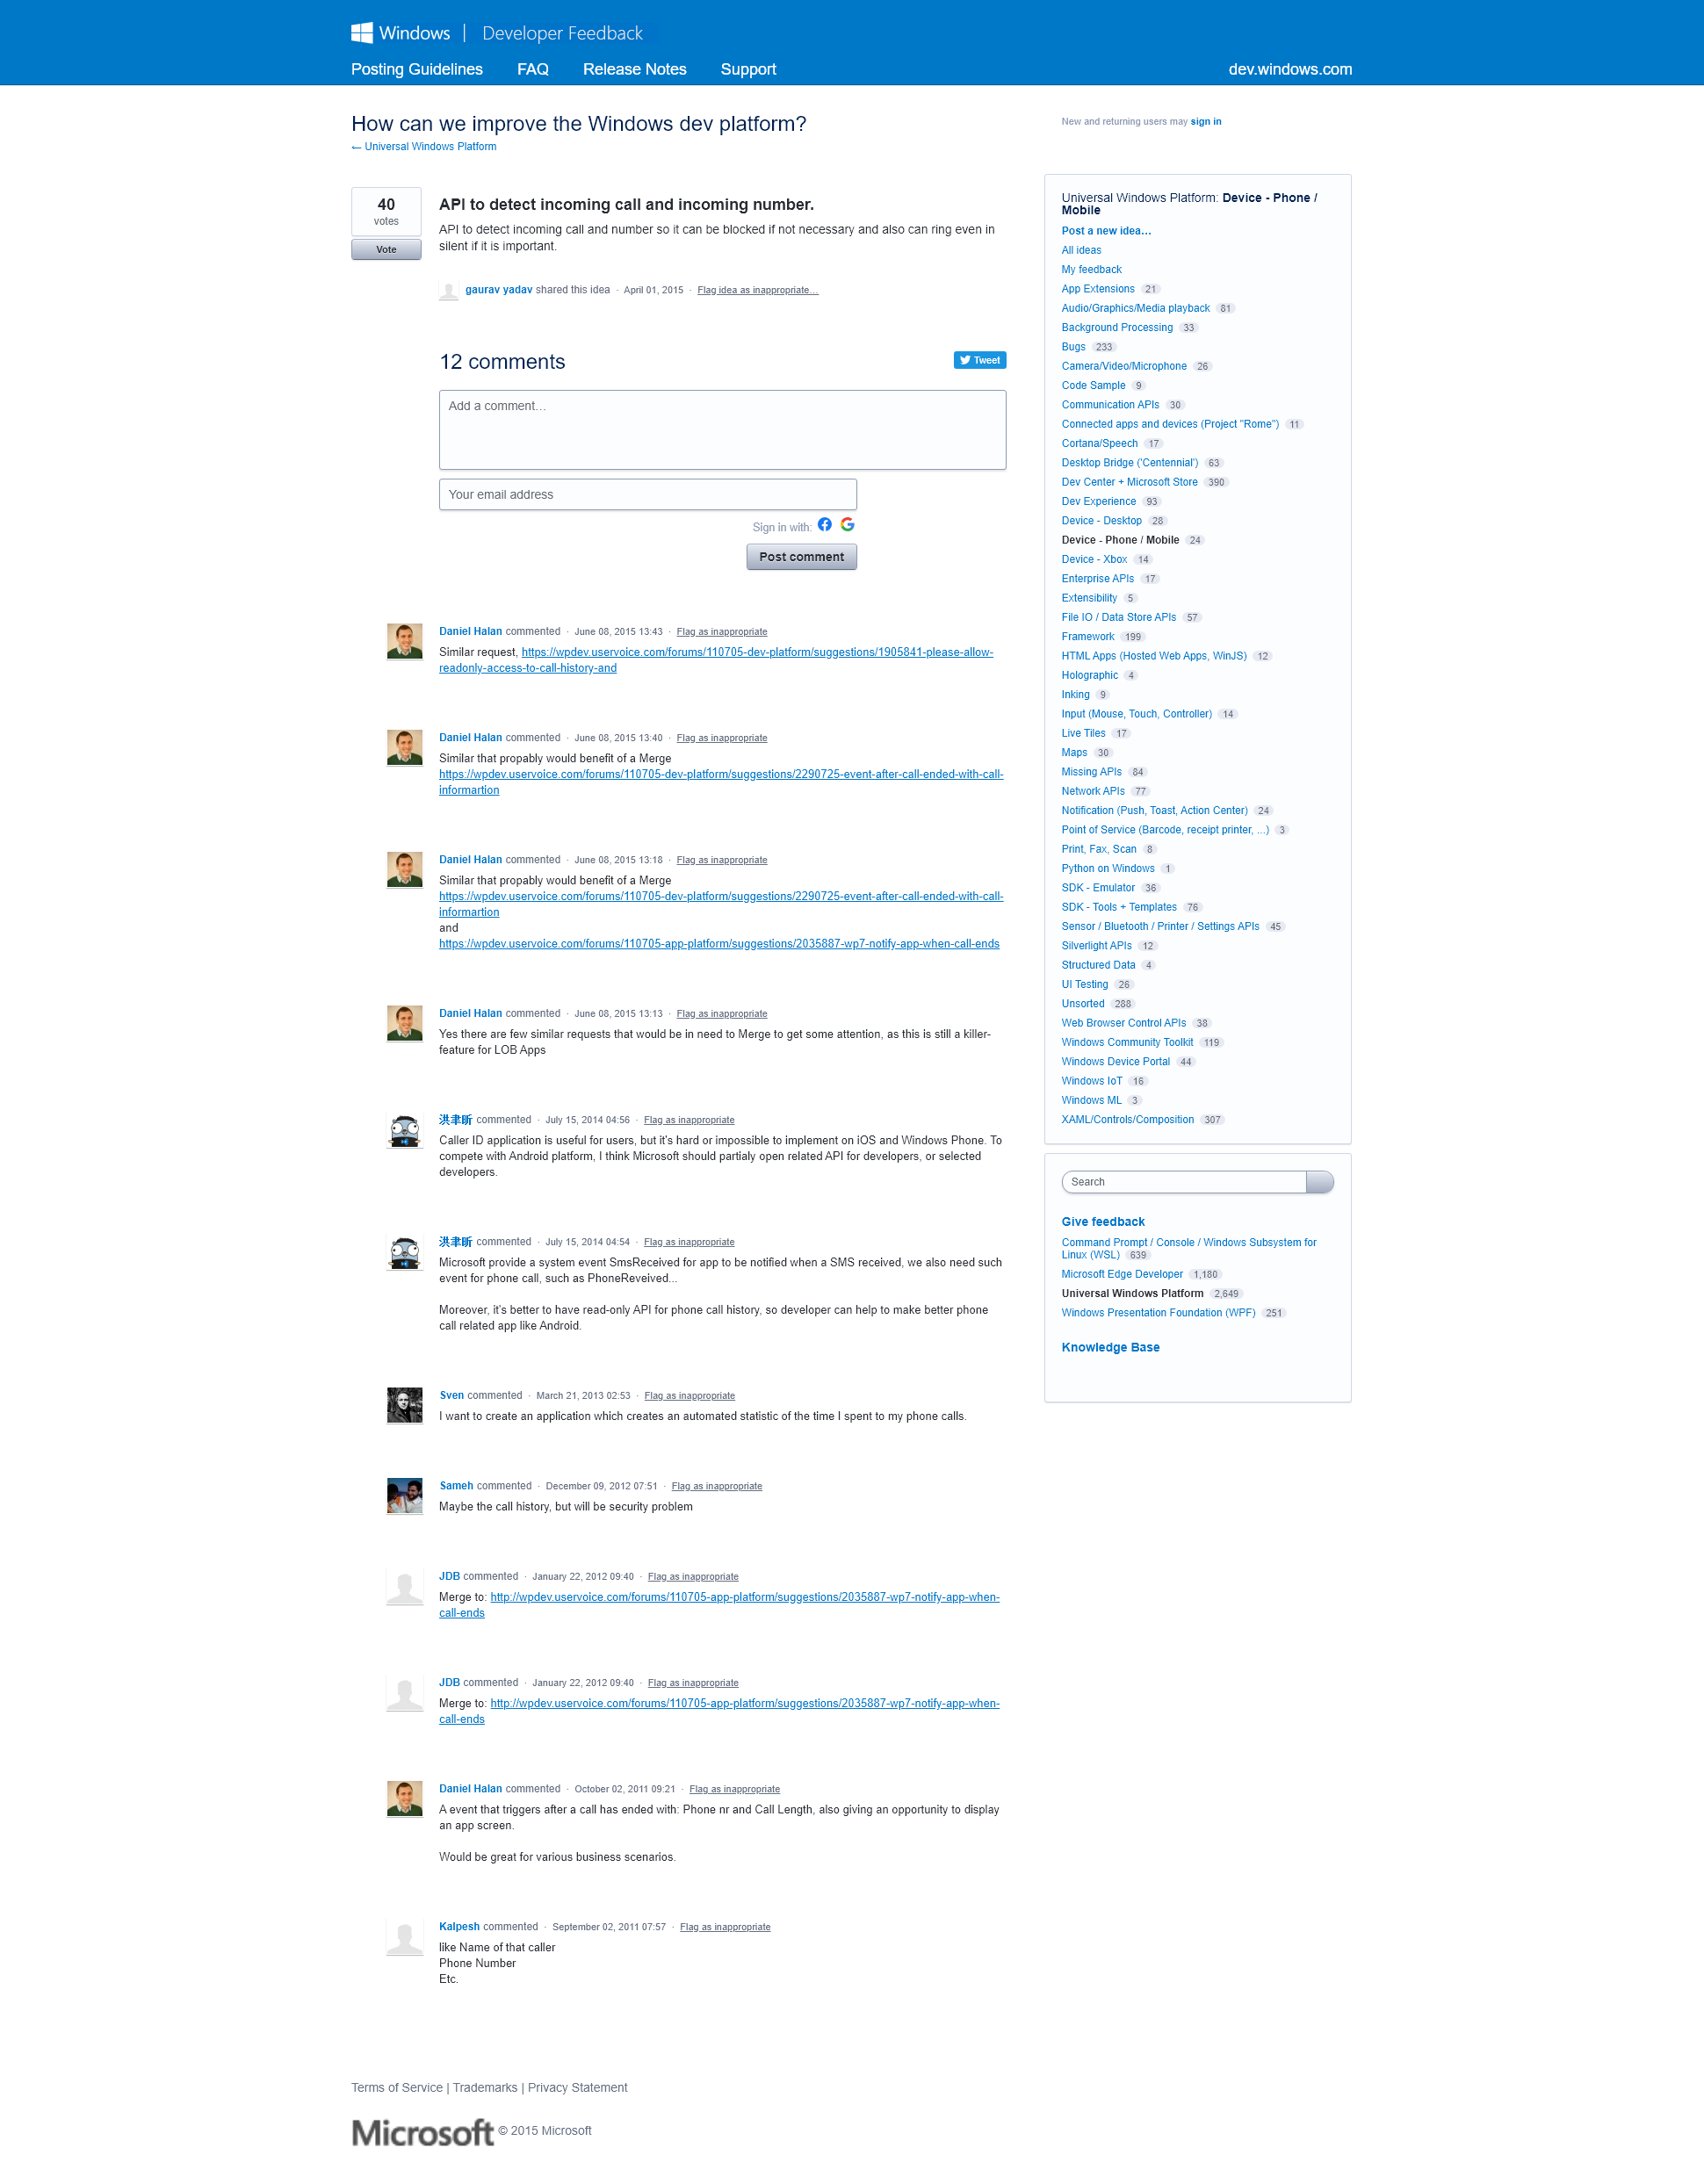 Windows | Developer Feedback
Posting Guidelines FAQ Release Notes Support dev.windows.com
How can we improve the Windows dev platform?
← Universal Windows Platform
New and returning users may sign in
40
votes
Vote
API to detect incoming call and incoming number.
API to detect incoming call and number so it can be blocked if not necessary and also can ring even in
silent if it is important.
gaurav yadav shared this idea · April 01, 2015 · Flag idea as inappropriate…
12 comments
Tweet
Add a comment…
Your email address
Sign in with:
Post comment
Daniel Halan commented · June 08, 2015 13:43 · Flag as inappropriate
Similar request, https://wpdev.uservoice.com/forums/110705-dev-platform/suggestions/1905841-please-allow-
readonly-access-to-call-history-and
Daniel Halan commented · June 08, 2015 13:40 · Flag as inappropriate
Similar that propably would benefit of a Merge
https://wpdev.uservoice.com/forums/110705-dev-platform/suggestions/2290725-event-after-call-ended-with-call-
informartion
Daniel Halan commented · June 08, 2015 13:18 · Flag as inappropriate
Similar that propably would benefit of a Merge
https://wpdev.uservoice.com/forums/110705-dev-platform/suggestions/2290725-event-after-call-ended-with-call-
informartion
and
https://wpdev.uservoice.com/forums/110705-app-platform/suggestions/2035887-wp7-notify-app-when-call-ends
Daniel Halan commented · June 08, 2015 13:13 · Flag as inappropriate
Yes there are few similar requests that would be in need to Merge to get some attention, as this is still a killer-
feature for LOB Apps
洪聿昕 commented · July 15, 2014 04:56 · Flag as inappropriate
Caller ID application is useful for users, but it's hard or impossible to implement on iOS and Windows Phone. To
compete with Android platform, I think Microsoft should partialy open related API for developers, or selected
developers.
洪聿昕 commented · July 15, 2014 04:54 · Flag as inappropriate
Microsoft provide a system event SmsReceived for app to be notified when a SMS received, we also need such
event for phone call, such as PhoneReveived...
Moreover, it's better to have read-only API for phone call history, so developer can help to make better phone
call related app like Android.
Sven commented · March 21, 2013 02:53 · Flag as inappropriate
I want to create an application which creates an automated statistic of the time I spent to my phone calls.
Sameh commented · December 09, 2012 07:51 · Flag as inappropriate
Maybe the call history, but will be security problem
JDB commented · January 22, 2012 09:40 · Flag as inappropriate
Merge to: http://wpdev.uservoice.com/forums/110705-app-platform/suggestions/2035887-wp7-notify-app-when-
call-ends
JDB commented · January 22, 2012 09:40 · Flag as inappropriate
Merge to: http://wpdev.uservoice.com/forums/110705-app-platform/suggestions/2035887-wp7-notify-app-when-
call-ends
Daniel Halan commented · October 02, 2011 09:21 · Flag as inappropriate
A event that triggers after a call has ended with: Phone nr and Call Length, also giving an opportunity to display
an app screen.
Would be great for various business scenarios.
Kalpesh commented · September 02, 2011 07:57 · Flag as inappropriate
like Name of that caller
Phone Number
Etc.
Universal Windows Platform: Device - Phone /
Mobile
Post a new idea…
All ideas
My feedback
App Extensions 21
Audio/Graphics/Media playback 81
Background Processing 33
Bugs 233
Camera/Video/Microphone 26
Code Sample 9
Communication APIs 30
Connected apps and devices (Project "Rome") 11
Cortana/Speech 17
Desktop Bridge ('Centennial') 63
Dev Center + Microsoft Store 390
Dev Experience 93
Device - Desktop 28
Device - Phone / Mobile 24
Device - Xbox 14
Enterprise APIs 17
Extensibility 5
File IO / Data Store APIs 57
Framework 199
HTML Apps (Hosted Web Apps, WinJS) 12
Holographic 4
Inking 9
Input (Mouse, Touch, Controller) 14
Live Tiles 17
Maps 30
Missing APIs 84
Network APIs 77
Notification (Push, Toast, Action Center) 24
Point of Service (Barcode, receipt printer, ...) 3
Print, Fax, Scan 8
Python on Windows 1
SDK - Emulator 36
SDK - Tools + Templates 76
Sensor / Bluetooth / Printer / Settings APIs 45
Silverlight APIs 12
Structured Data 4
UI Testing 26
Unsorted 288
Web Browser Control APIs 38
Windows Community Toolkit 119
Windows Device Portal 44
Windows IoT 16
Windows ML 3
XAML/Controls/Composition 307
Search
Give feedback
Command Prompt / Console / Windows Subsystem for
Linux (WSL) 639
Microsoft Edge Developer 1,180
Universal Windows Platform 2,649
Windows Presentation Foundation (WPF) 251
Knowledge Base
Terms of Service | Trademarks | Privacy Statement
Microsoft © 2015 Microsoft